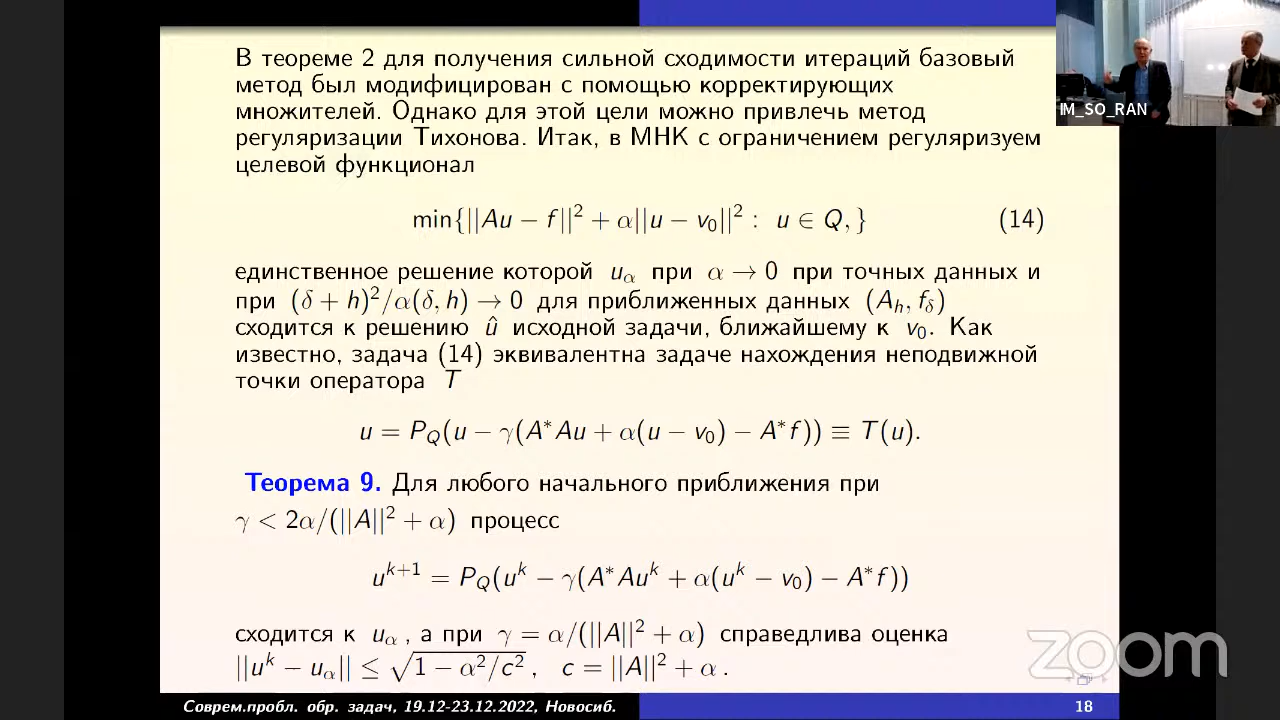 В теореме 2 для получения сильной сходимости итераций базовый
метод был модифицирован с помощью корректирующих
множителей. Однако для этой цели можно привлечь метод
регуляризации Тихонова. Итак, в МНК с ограничением регуляризуем
целевой функционал
min{||Au − f||² + α||u − v₀||² : u ∈ Q, } (14)
единственное решение которой u_α при α → 0 при точных данных и
при (δ + h)²/α(δ, h) → 0 для приближенных данных (A_h, f_δ)
сходится к решению û исходной задачи, ближайшему к v₀. Как
известно, задача (14) эквивалентна задаче нахождения неподвижной
точки оператора T
u = P_Q(u − γ(A*Au + α(u − v₀) − A*f)) ≡ T(u).
Теорема 9. Для любого начального приближения при
γ < 2α/(||A||² + α) процесс
u^{k+1} = P_Q(u^k − γ(A*Au^k + α(u^k − v₀) − A*f))
сходится к u_α , а при γ = α/(||A||² + α) справедлива оценка
||u^k − u_α|| ≤ √(1 − α²/c²) , c = ||A||² + α .
Соврем.пробл. обр. задач, 19.12-23.12.2022, Новосиб. 18
IM_SO_RAN
zoom